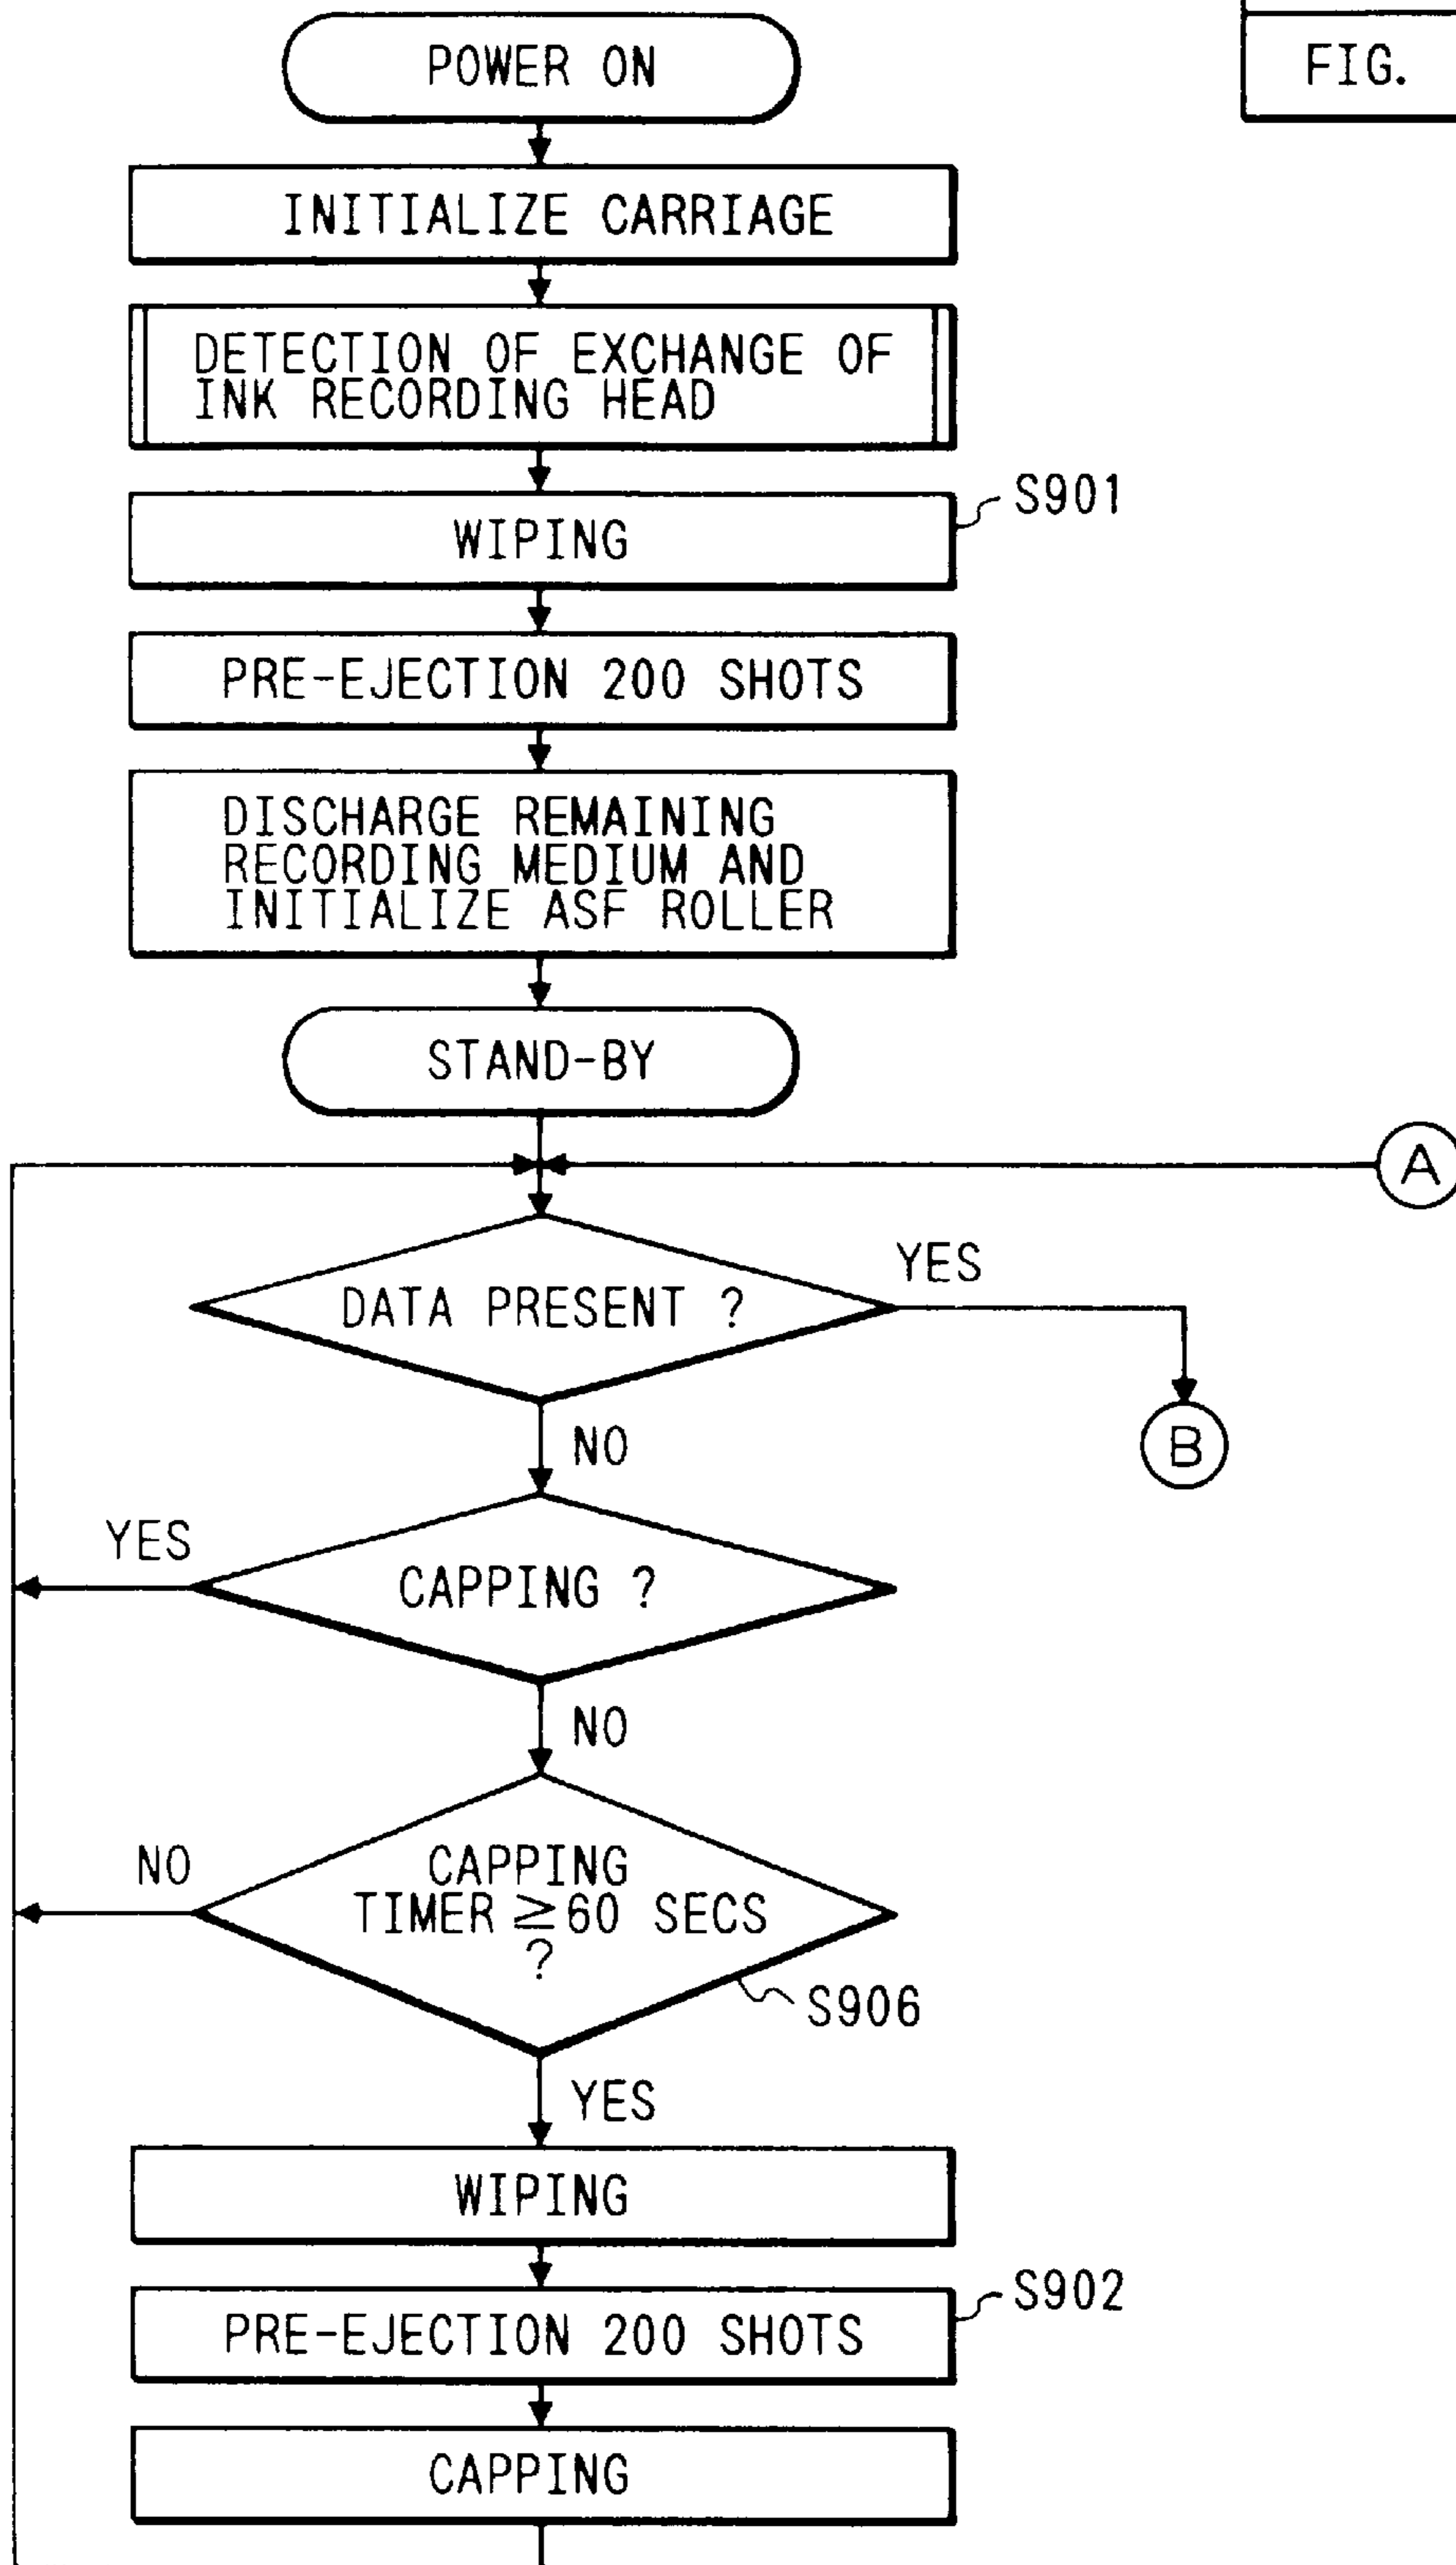 POWER ON
FIG.
INITIALIZE CARRIAGE
DETECTION OF EXCHANGE OF
INK RECORDING HEAD
S901
WIPING
PRE-EJECTION 200 SHOTS
DISCHARGE REMAINING
RECORDING MEDIUM AND
INITIALIZE ASF ROLLER
STAND-BY
A
DATA PRESENT ?
YES
B
NO
YES
CAPPING ?
NO
NO
CAPPING
TIMER ≧60 SECS
?
S906
YES
WIPING
S902
PRE-EJECTION 200 SHOTS
CAPPING